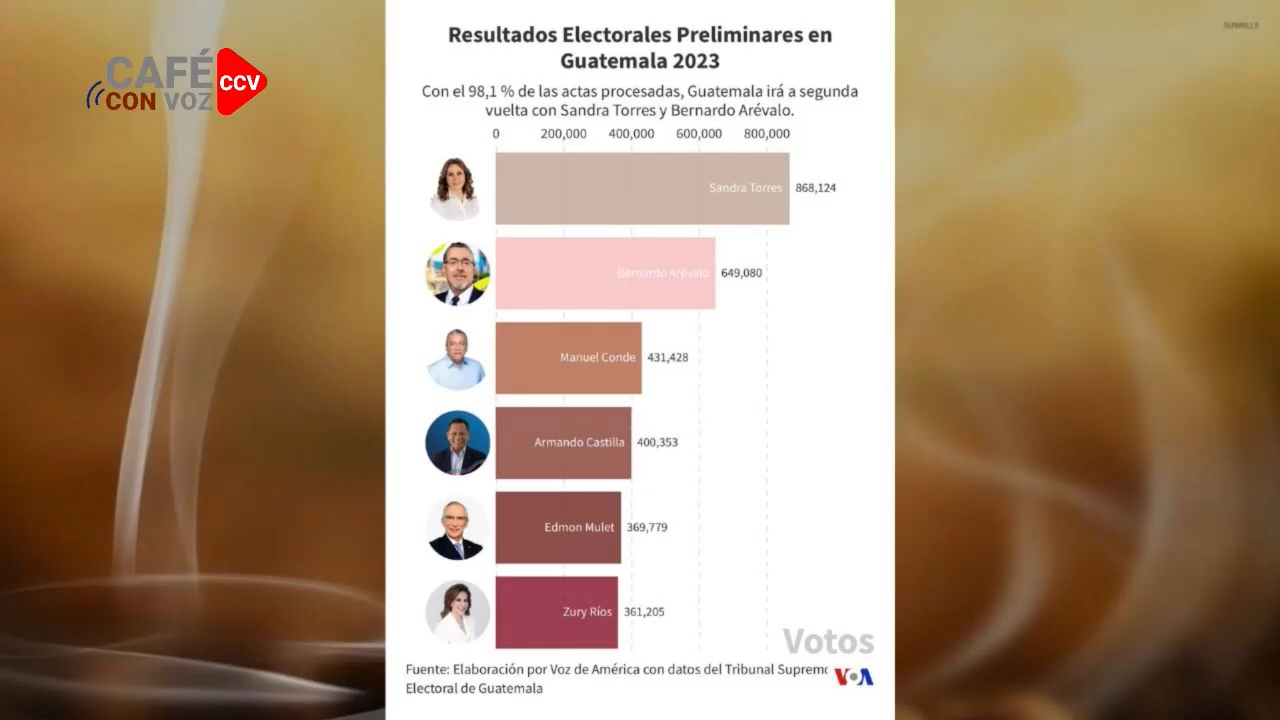 SUWALLS
CAFÉ
CON VOZ
CCV
Resultados Electorales Preliminares en
Guatemala 2023
Con el 98,1 % de las actas procesadas, Guatemala irá a segunda
vuelta con Sandra Torres y Bernardo Arévalo.
0 200,000 400,000 600,000 800,000
Sandra Torres 868,124
Bernardo Arévalo 649,080
Manuel Conde 431,428
Armando Castilla 400,353
Edmon Mulet 369,779
Zury Ríos 361,205
Votos
Fuente: Elaboración por Voz de América con datos del Tribunal Supremo
Electoral de Guatemala
VOA